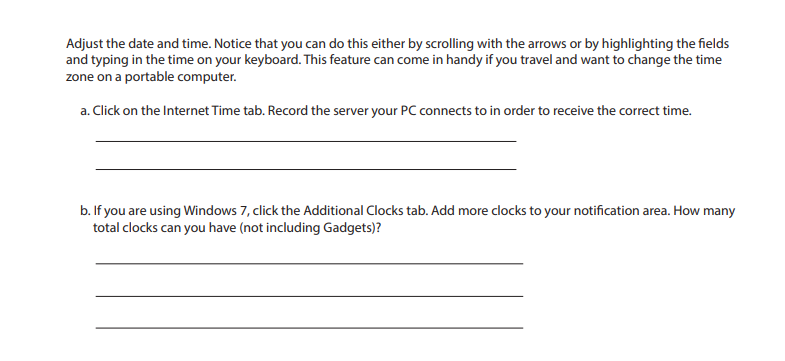 Adjust the date and time. Notice that you can do this either by scrolling with the arrows or by highlighting the fields
and typing in the time on your keyboard. This feature can come in handy if you travel and want to change the time
zone on a portable computer.
a. Click on the Internet Time tab. Record the server your PC connects to in order to receive the correct time.
b. If you are using Windows 7, click the Additional Clocks tab. Add more clocks to your notification area. How many
total clocks can you have (not including Gadgets)?